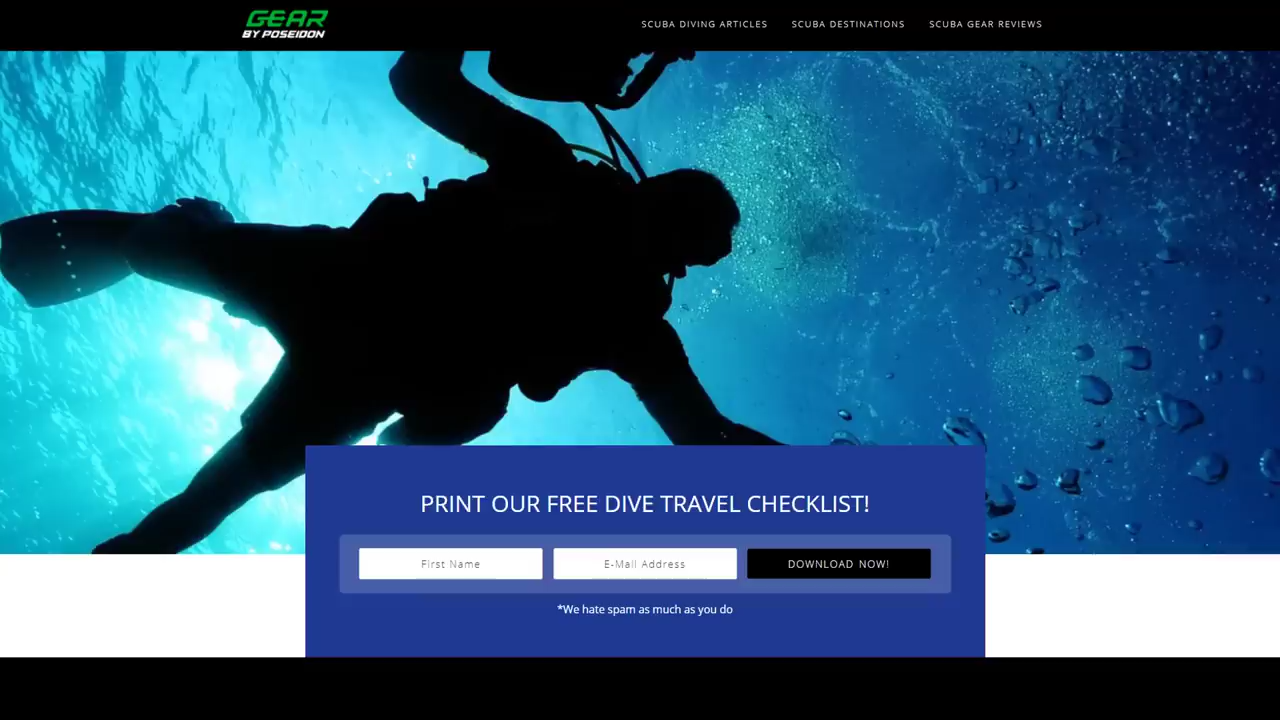 GEAR
BY POSEIDON
SCUBA DIVING ARTICLES
SCUBA DESTINATIONS
SCUBA GEAR REVIEWS
PRINT OUR FREE DIVE TRAVEL CHECKLIST!
First Name
E-Mail Address
DOWNLOAD NOW!
*We hate spam as much as you do